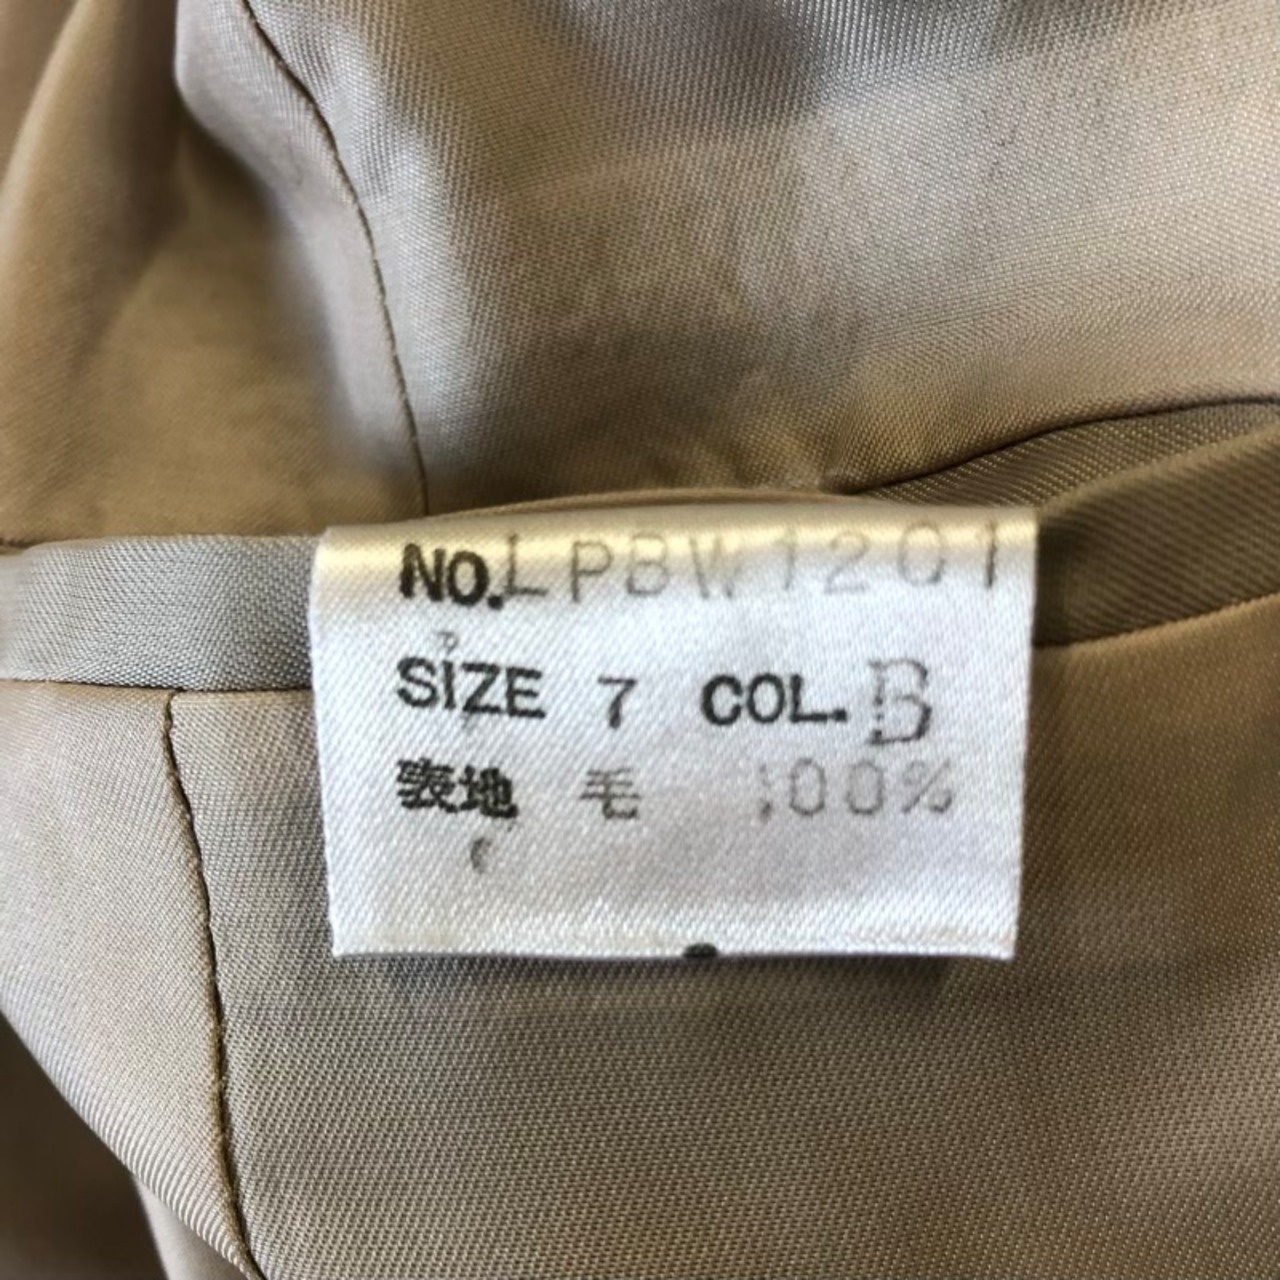 NO.LPBW1201
SIZE 7 COL.B
表地 毛 100%